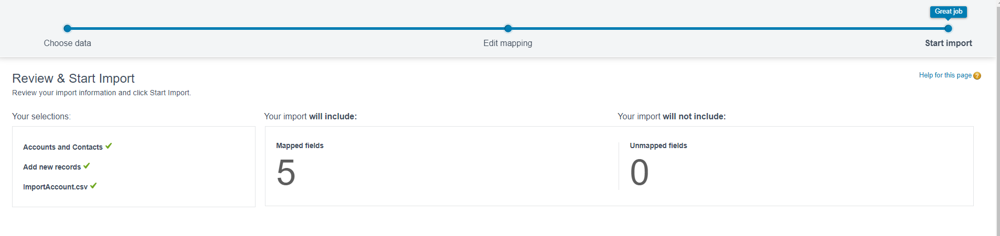 Great job
Choose data
Edit mapping
Start import
Review & Start Import
Help for this page ?
Review your import information and click Start Import.
Your selections:
Your import will include:
Your import will not include:
Accounts and Contacts
Add new records
ImportAccount.csv
Mapped fields
5
Unmapped fields
0